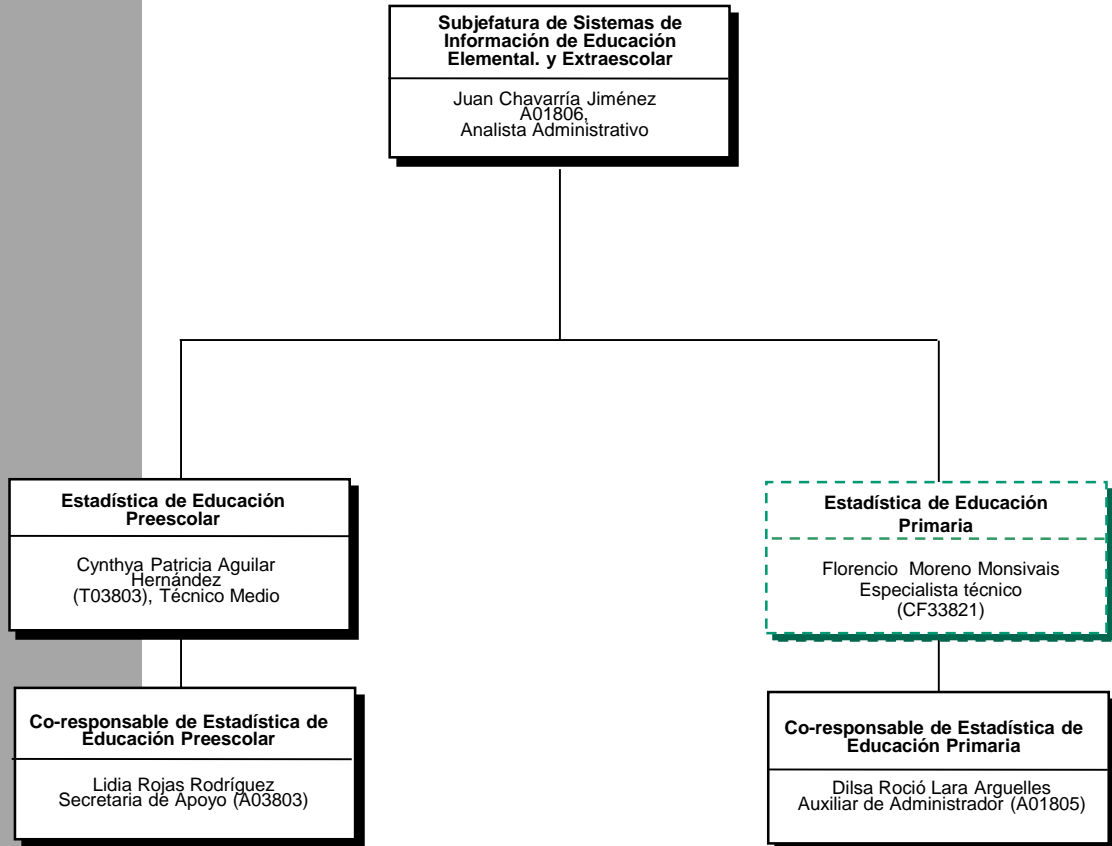 Subjefatura de Sistemas de
Información de Educación
Elemental. y Extraescolar
Juan Chavarría Jiménez
A01806,
Analista Administrativo
Estadística de Educación
Preescolar
Cynthya Patricia Aguilar
Hernández
(T03803), Técnico Medio
Estadística de Educación
Primaria
Florencio Moreno Monsivais
Especialista técnico
(CF33821)
Co-responsable de Estadística de
Educación Preescolar
Lidia Rojas Rodríguez
Secretaria de Apoyo (A03803)
Co-responsable de Estadística de
Educación Primaria
Dilsa Roció Lara Arguelles
Auxiliar de Administrador (A01805)